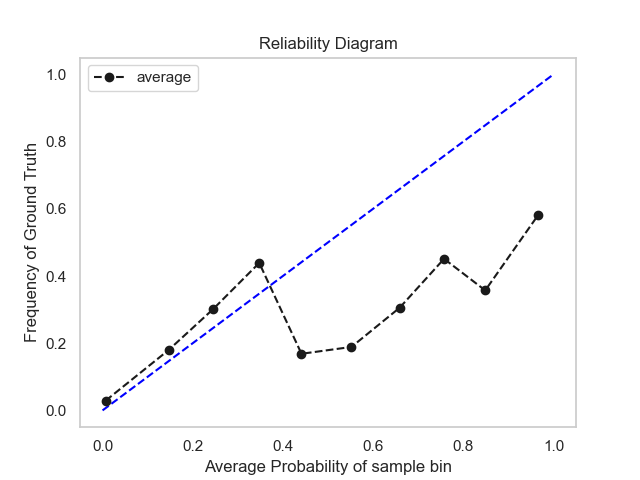 Reliability Diagram
average
1.0
0.8
0.6
0.4
0.2
0.0
Frequency of Ground Truth
0.0 0.2 0.4 0.6 0.8 1.0
Average Probability of sample bin